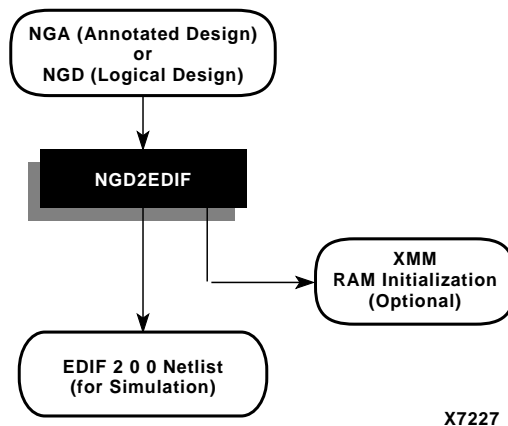 NGA (Annotated Design)
or
NGD (Logical Design)
NGD2EDIF
XMM
RAM Initialization
(Optional)
EDIF 2 0 0 Netlist
(for Simulation)
X7227